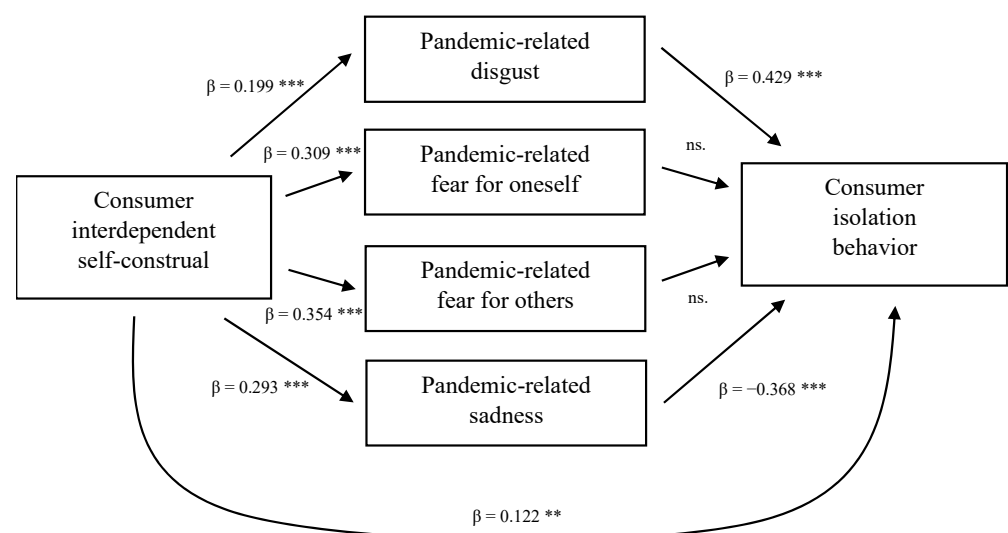 Pandemic-related
disgust
β = 0.199 ***
β = 0.429 ***
β = 0.309 ***
Pandemic-related
fear for oneself
ns.
Consumer
interdependent
self-construal
Consumer
isolation
behavior
Pandemic-related
fear for others
β = 0.354 ***
ns.
Pandemic-related
sadness
β = 0.293 ***
β = −0.368 ***
β = 0.122 **